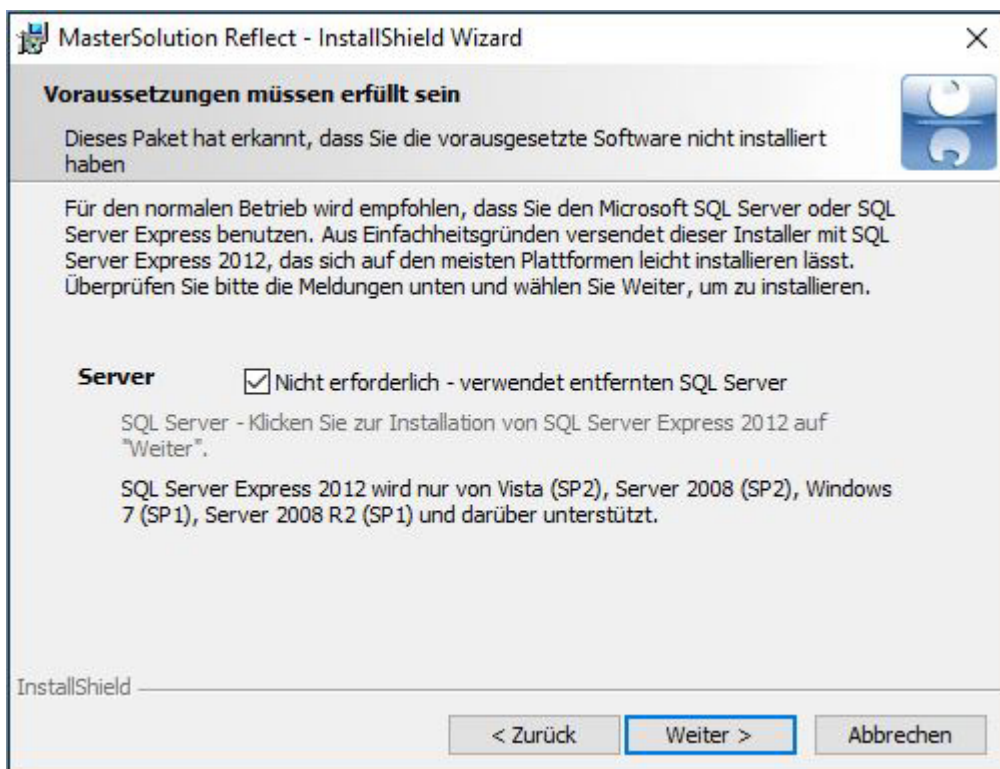 MasterSolution Reflect - InstallShield Wizard
Voraussetzungen müssen erfüllt sein
Dieses Paket hat erkannt, dass Sie die vorausgesetzte Software nicht installiert
haben
Für den normalen Betrieb wird empfohlen, dass Sie den Microsoft SQL Server oder SQL
Server Express benutzen. Aus Einfachheitsgründen versendet dieser Installer mit SQL
Server Express 2012, das sich auf den meisten Plattformen leicht installieren lässt.
Überprüfen Sie bitte die Meldungen unten und wählen Sie Weiter, um zu installieren.
Server Nicht erforderlich - verwendet entfernten SQL Server
SQL Server - Klicken Sie zur Installation von SQL Server Express 2012 auf
"Weiter".
SQL Server Express 2012 wird nur von Vista (SP2), Server 2008 (SP2), Windows
7 (SP1), Server 2008 R2 (SP1) und darüber unterstützt.
InstallShield
< Zurück Weiter > Abbrechen